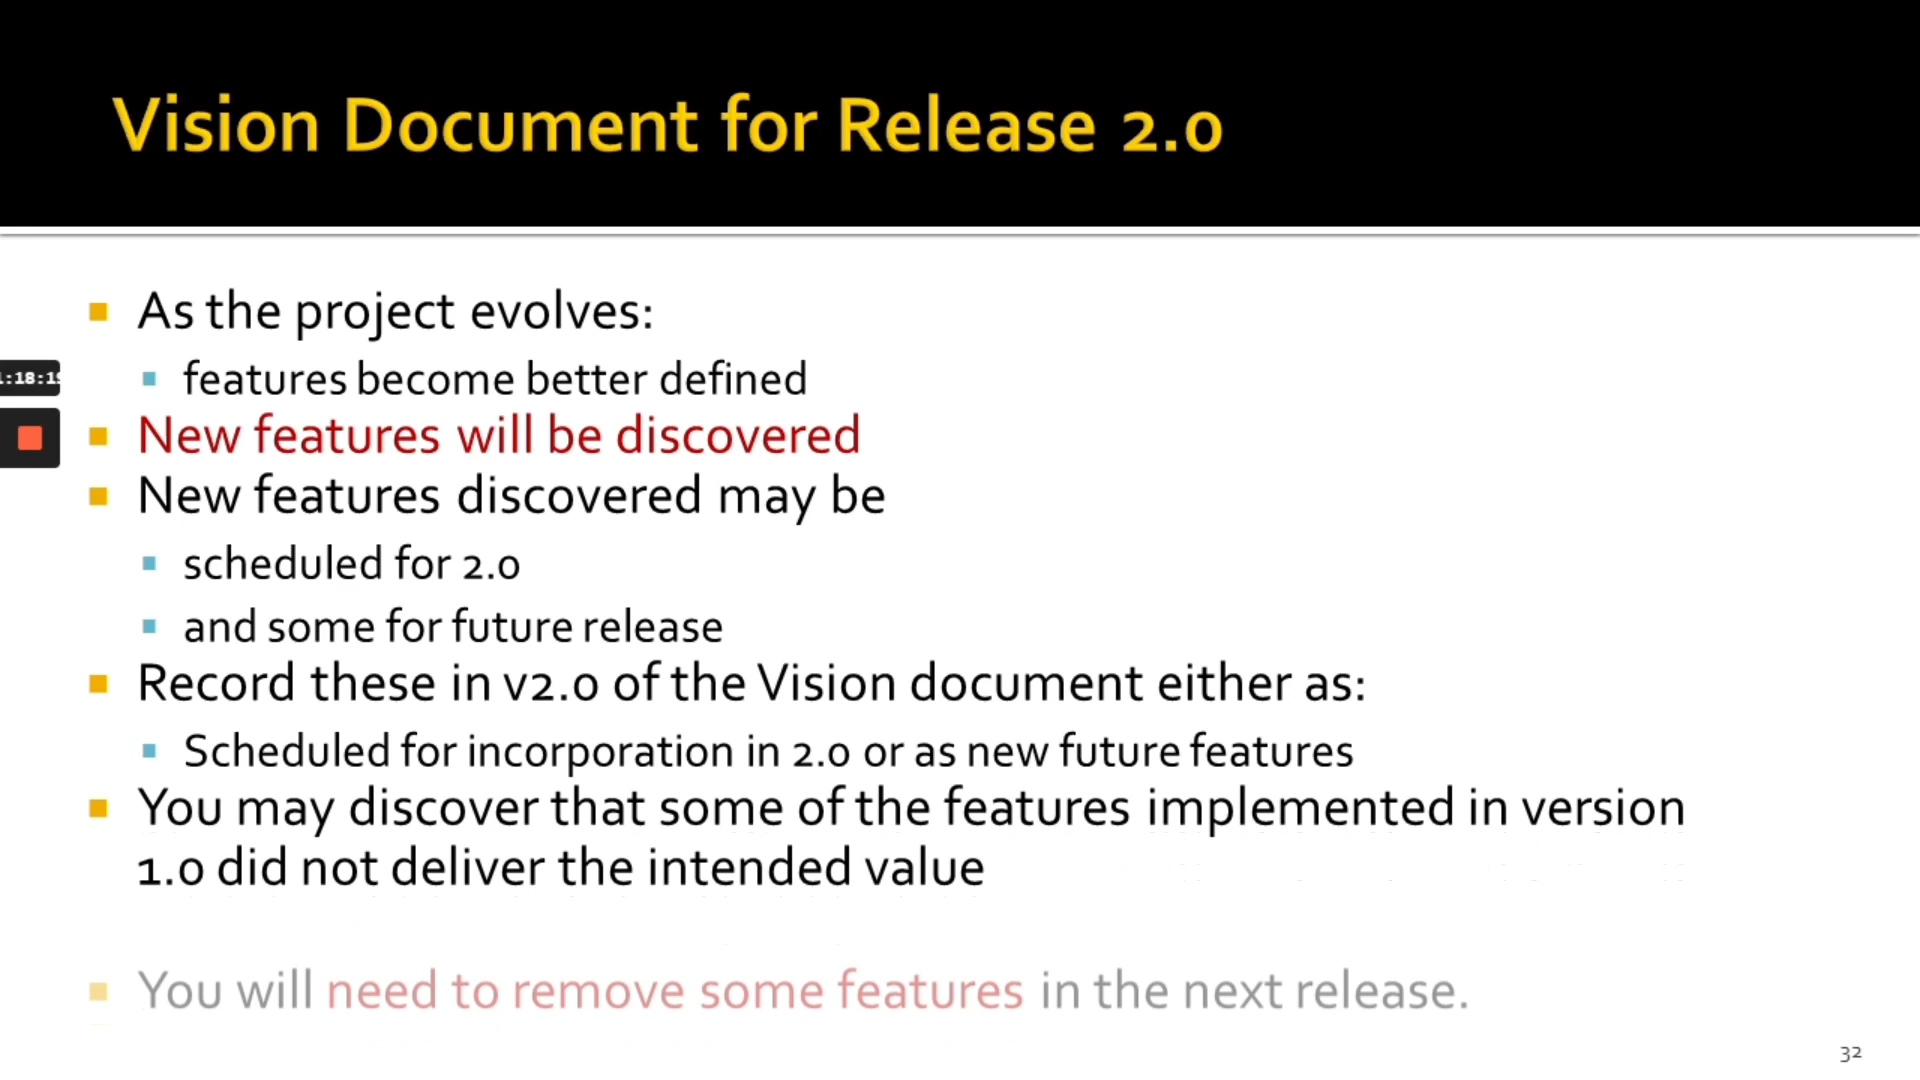 Vision Document for Release 2.0
As the project evolves:
features become better defined
New features will be discovered
New features discovered may be
scheduled for 2.0
and some for future release
Record these in v2.0 of the Vision document either as:
Scheduled for incorporation in 2.0 or as new future features
You may discover that some of the features implemented in version
1.0 did not deliver the intended value
You will need to remove some features in the next release.
32